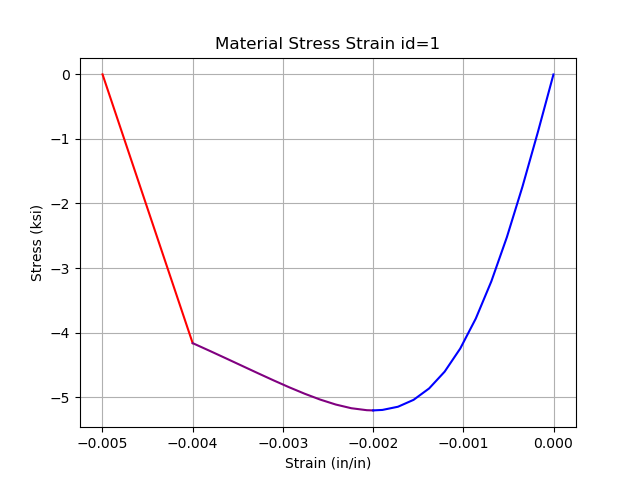 Material Stress Strain id=1
0
−1
−2
−3
−4
−5
Stress (ksi)
−0.005 −0.004 −0.003 −0.002 −0.001 0.000
Strain (in/in)